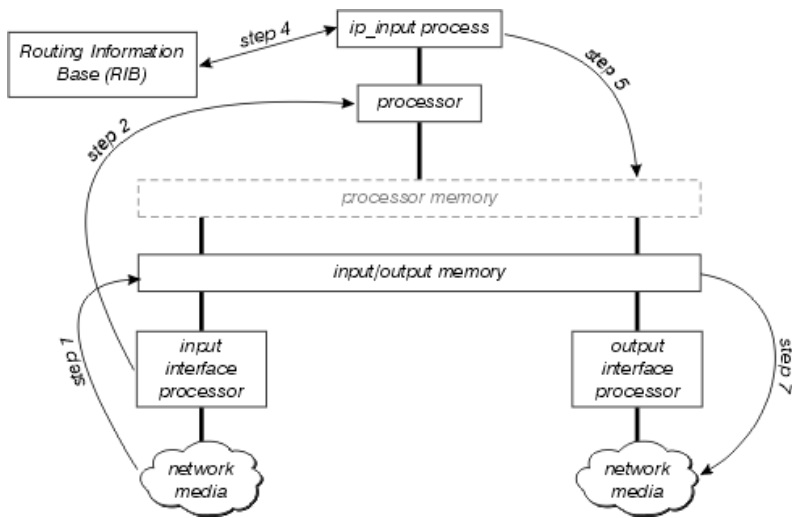 step 4
ip_input process
Routing Information
Base (RIB)
step 5
processor
step 2
processor memory
input/output memory
step 1
input
interface
processor
output
interface
processor
step 7
network
media
network
media